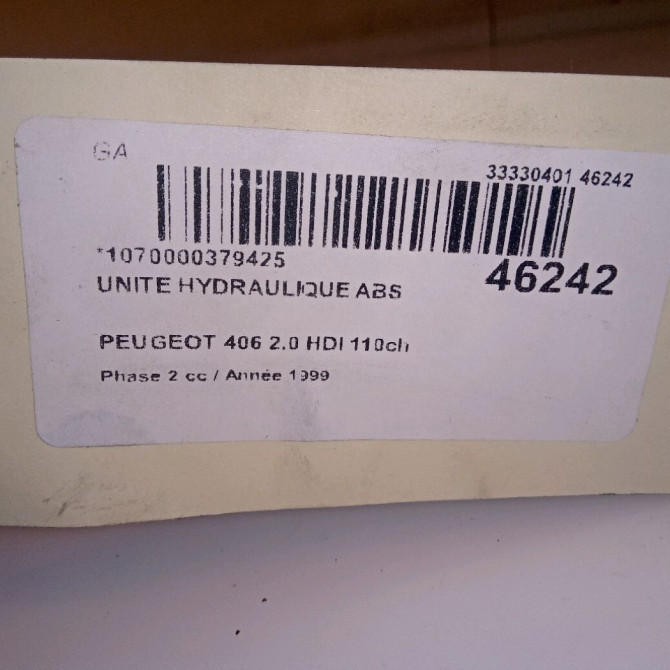 GA
33330401 46242
*1070000379425
46242
UNITE HYDRAULIQUE ABS
PEUGEOT 406 2.0 HDI 110ch
Phase 2 cc / Année 1999